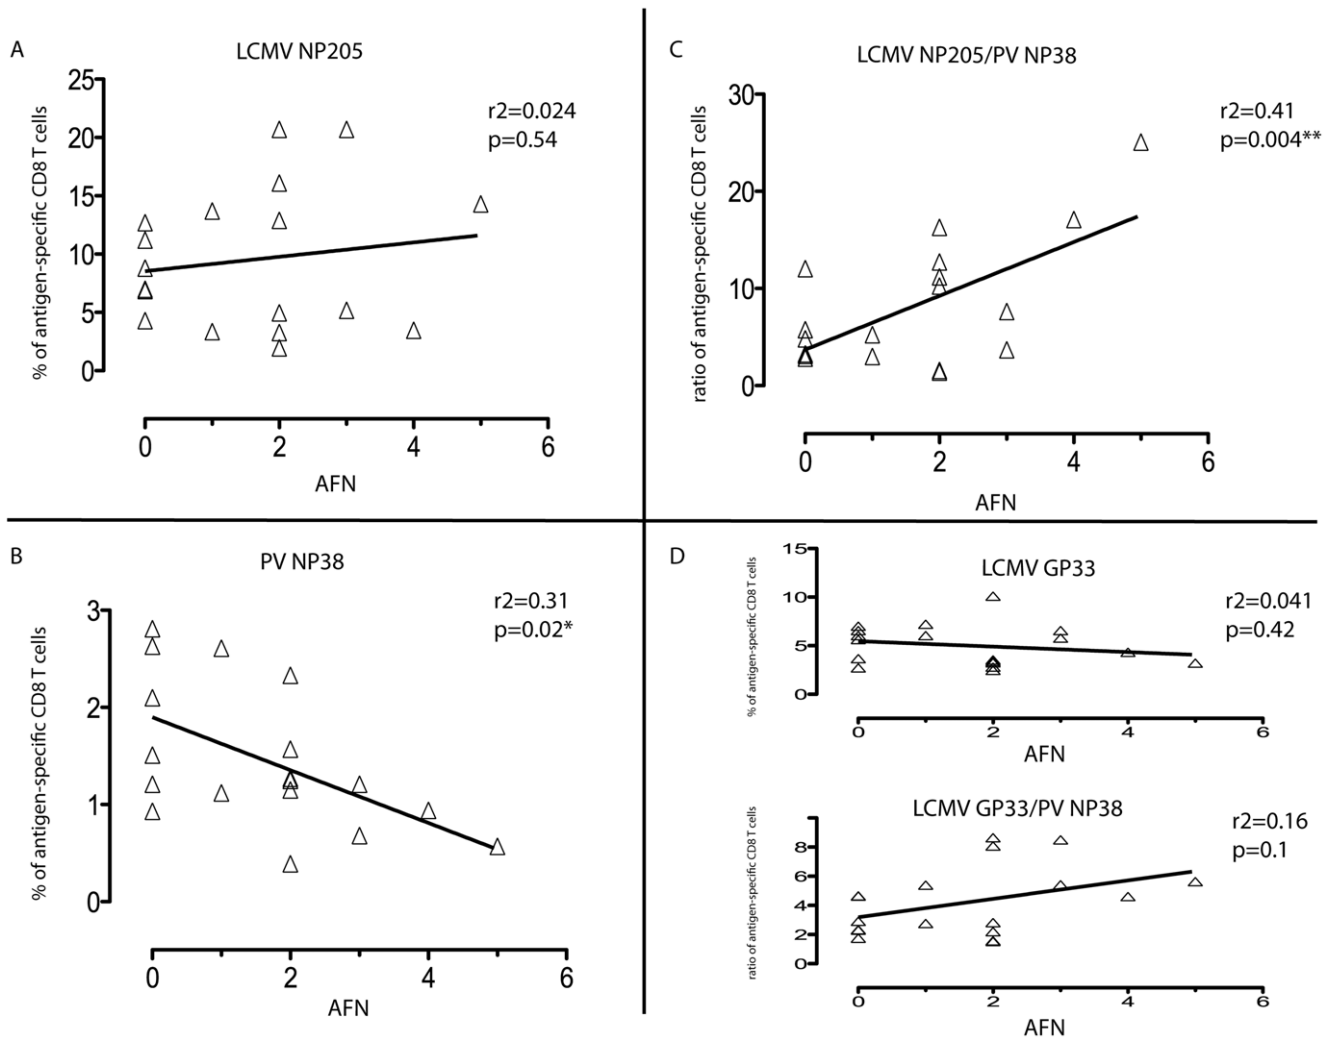 A
LCMV NP205
% of antigen-specific CD8 T cells
25
20
15
10
5
0
r2=0.024
p=0.54
0 2 4 6
AFN
B
PV NP38
% of antigen-specific CD8 T cells
3
2
1
0
r2=0.31
p=0.02*
0 2 4 6
AFN
C
LCMV NP205/PV NP38
ratio of antigen-specific CD8 T cells
30
20
10
0
r2=0.41
p=0.004**
0 2 4 6
AFN
D
LCMV GP33
% of antigen-specific CD8 T cells
15
10
5
0
r2=0.041
p=0.42
0 2 4 6
AFN
LCMV GP33/PV NP38
ratio of antigen-specific CD8 T cells
8
6
4
2
0
r2=0.16
p=0.1
0 2 4 6
AFN